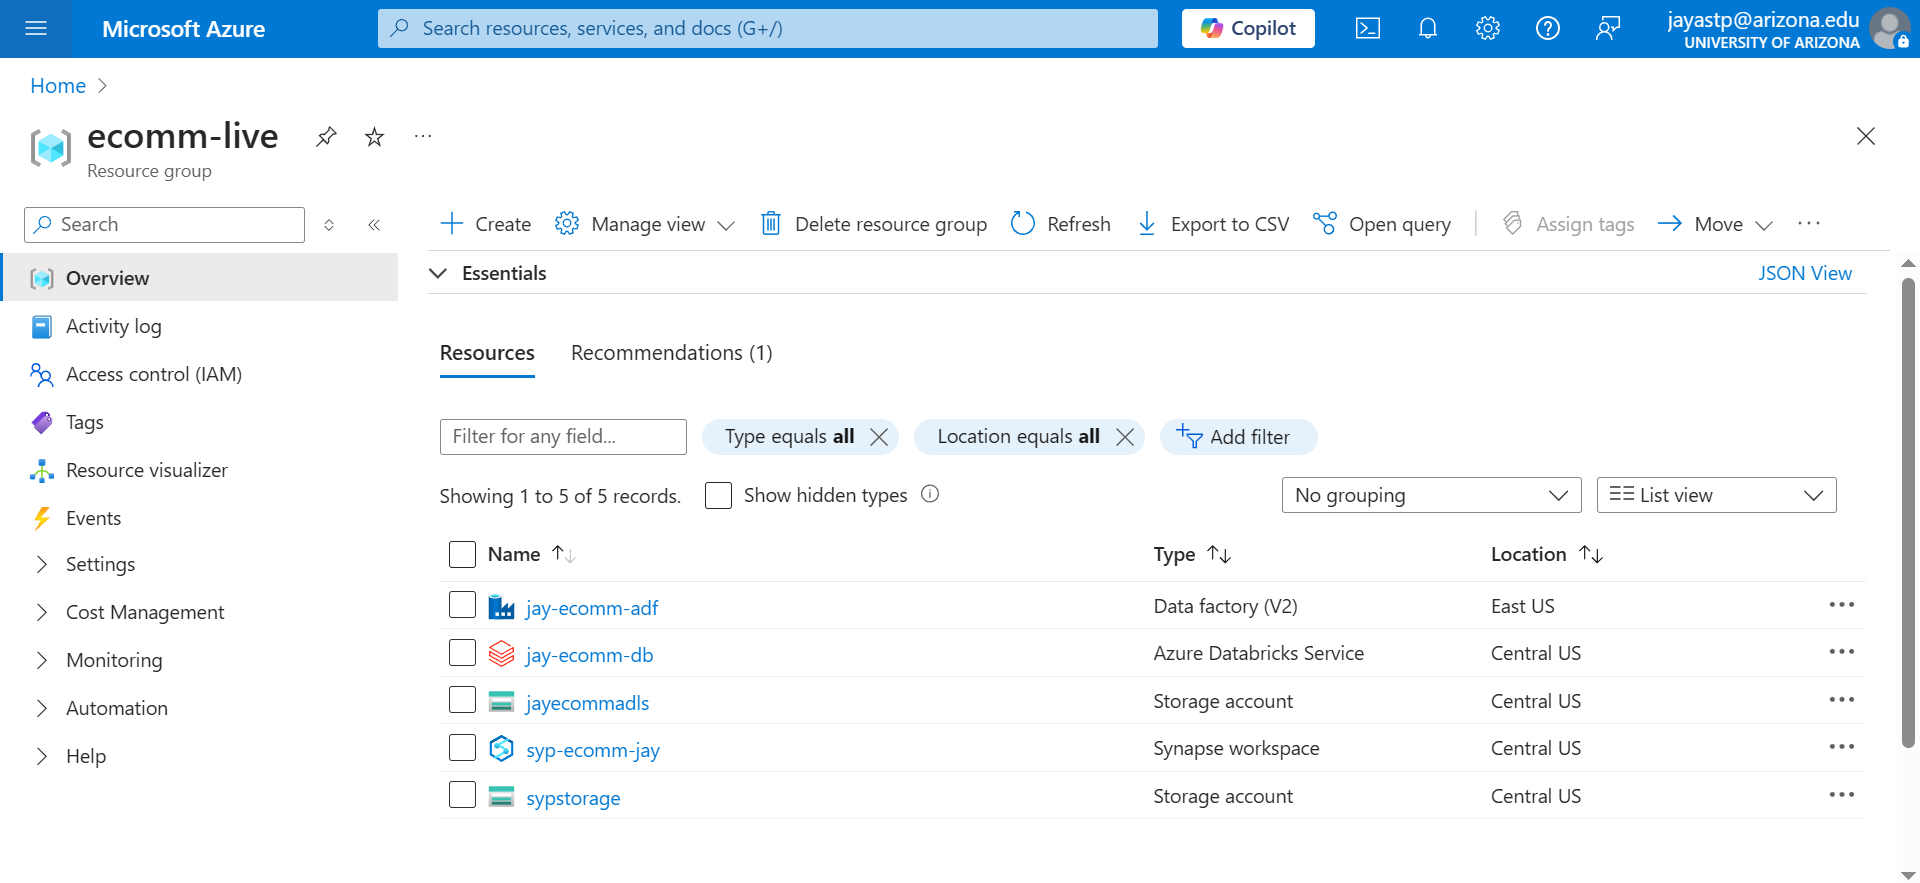 Microsoft Azure
Search resources, services, and docs (G+/)
Copilot
jayastp@arizona.edu
UNIVERSITY OF ARIZONA
Home
ecomm-live
Resource group
Search
Create
Manage view
Delete resource group
Refresh
Export to CSV
Open query
Assign tags
Move
Overview
Activity log
Access control (IAM)
Tags
Resource visualizer
Events
Settings
Cost Management
Monitoring
Automation
Help
Essentials
JSON View
Resources
Recommendations (1)
Filter for any field...
Type equals all
Location equals all
Add filter
Showing 1 to 5 of 5 records.
Show hidden types
No grouping
List view
Name
Type
Location
jay-ecomm-adf
Data factory (V2)
East US
jay-ecomm-db
Azure Databricks Service
Central US
jayecommadls
Storage account
Central US
syp-ecomm-jay
Synapse workspace
Central US
sypstorage
Storage account
Central US